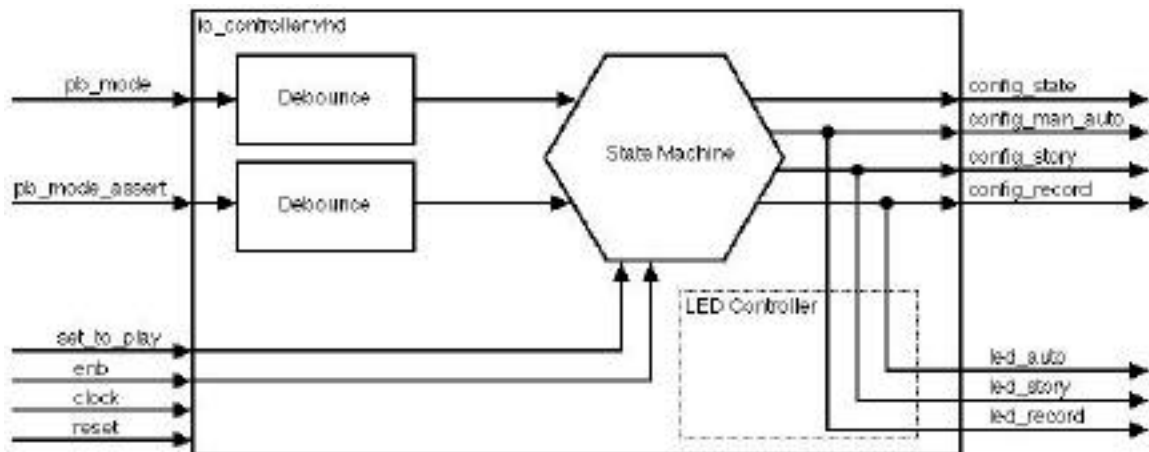 io_controller.vhd
pb_mode
Debounce
config_state
config_man_auto
State Machine
config_story
pb_mode_assert
Debounce
config_record
LED Controller
set_to_play
led_auto
enb
led_story
clock
led_record
reset